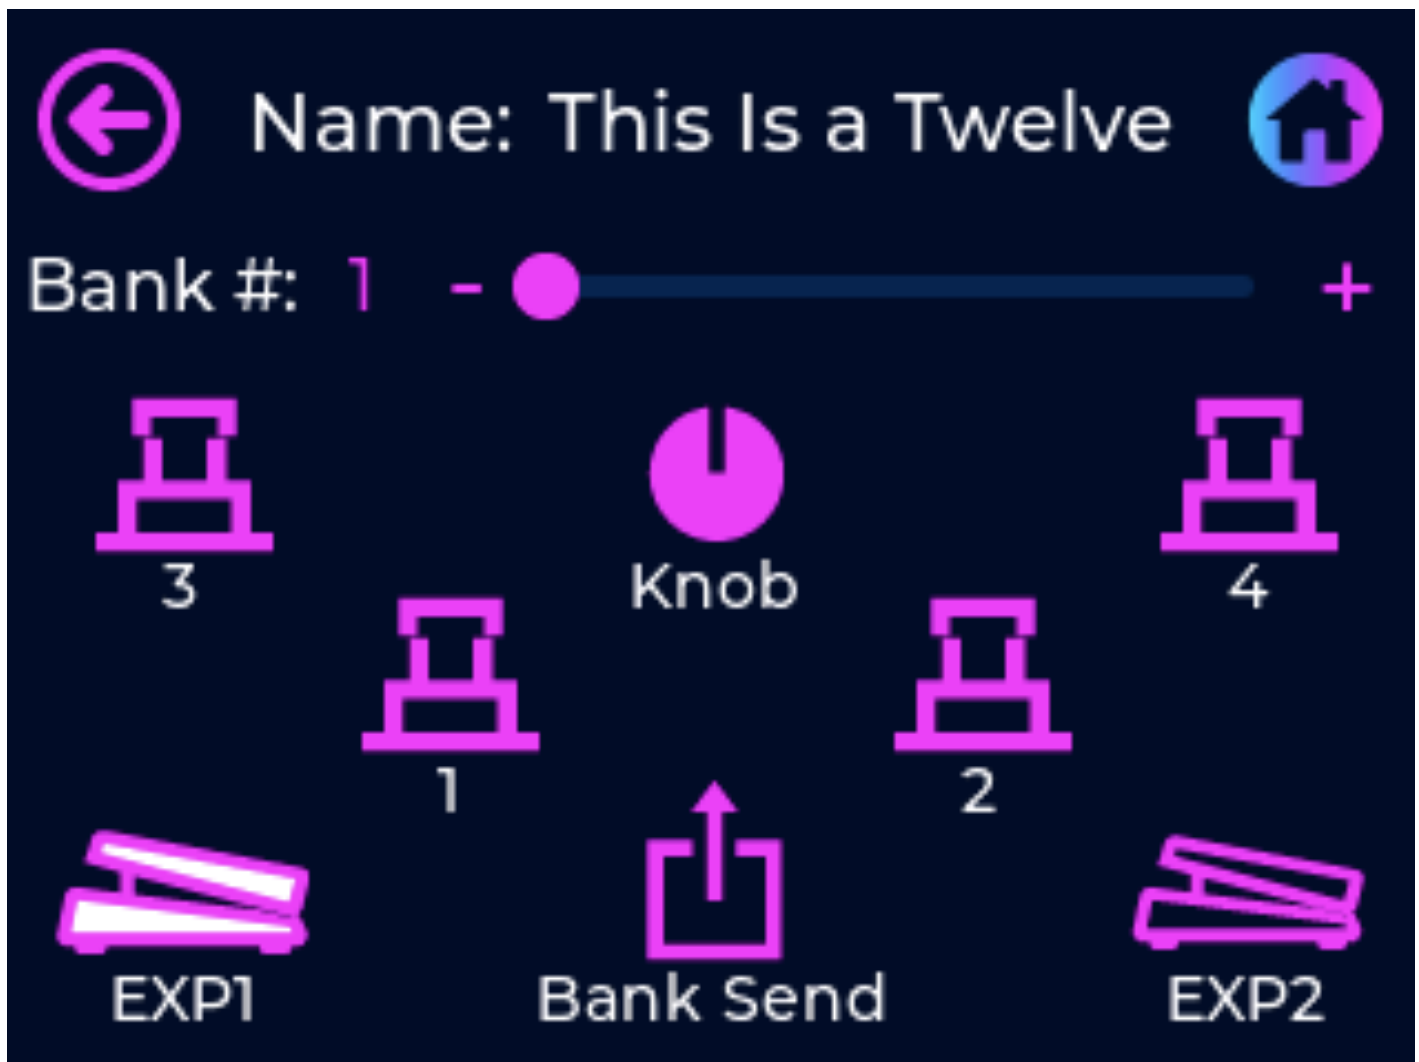 Name: This Is a Twelve
Bank #: 1 - +
Knob
3
4
1
2
EXP1
Bank Send
EXP2